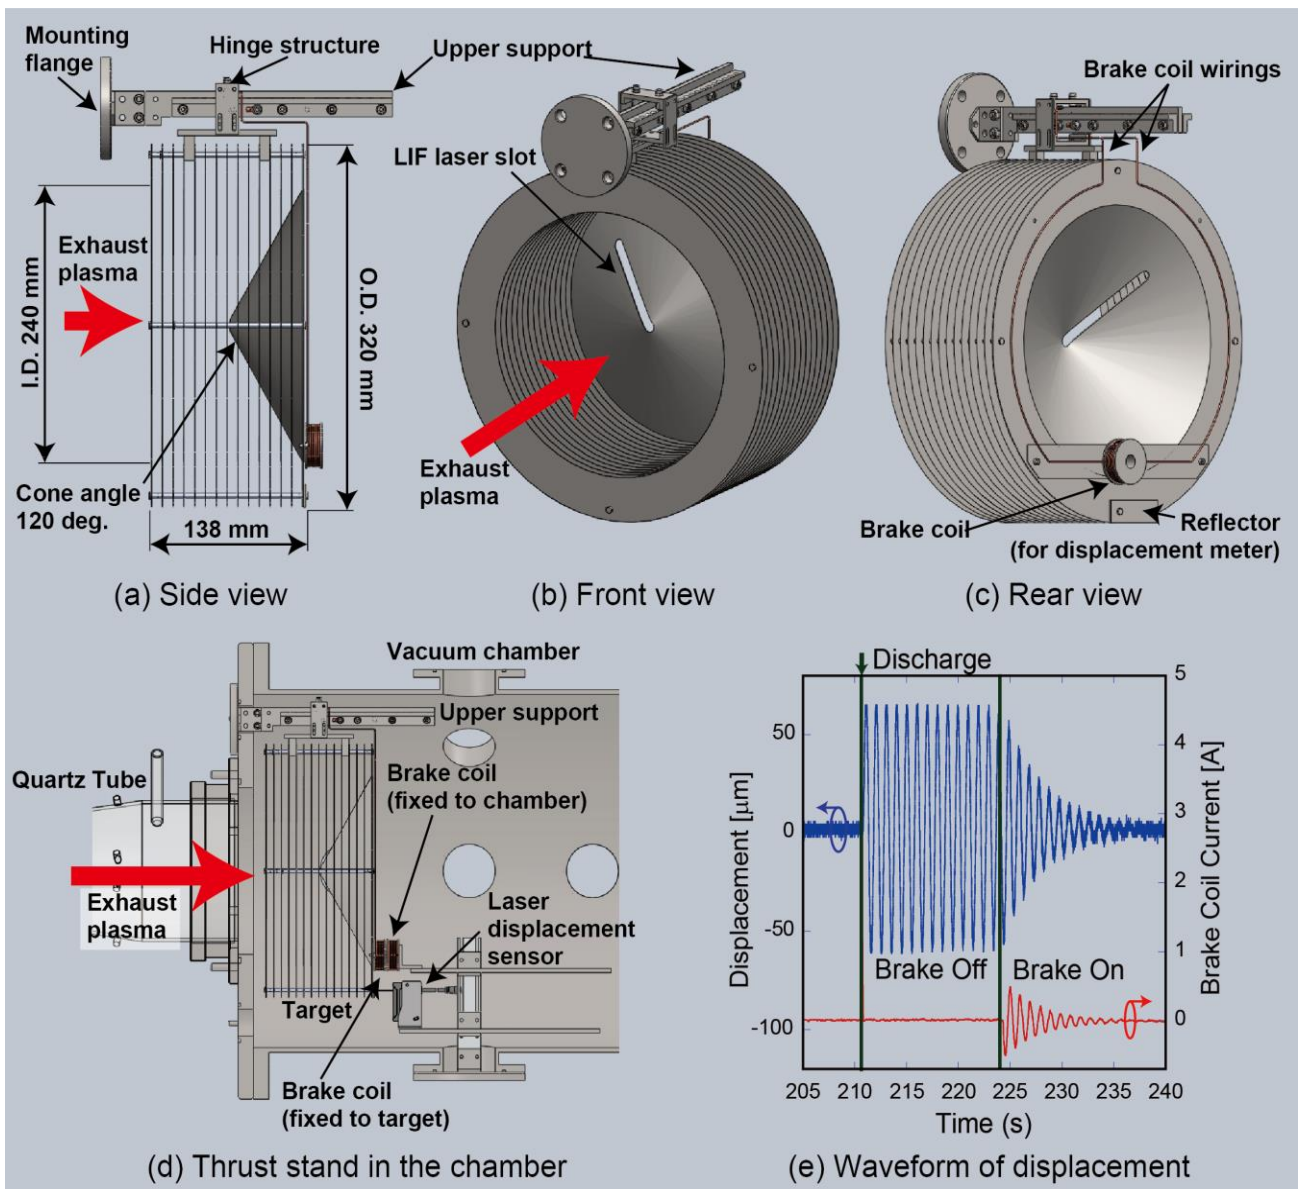 Mounting
flange
Hinge structure
Upper support
Exhaust
plasma
I.D. 240 mm
O.D. 320 mm
Cone angle
120 deg.
138 mm
(a) Side view
LIF laser slot
Exhaust
plasma
(b) Front view
Brake coil wirings
Brake coil
Reflector
(for displacement meter)
(c) Rear view
Vacuum chamber
Upper support
Quartz Tube
Brake coil
(fixed to chamber)
Exhaust
plasma
Laser
displacement
sensor
Target
Brake coil
(fixed to target)
(d) Thrust stand in the chamber
Discharge
Displacement [μm]
50
0
-50
-100
5
4
3
2
1
0
Brake Coil Current [A]
Brake Off
Brake On
205 210 215 220 225 230 235 240
Time (s)
(e) Waveform of displacement